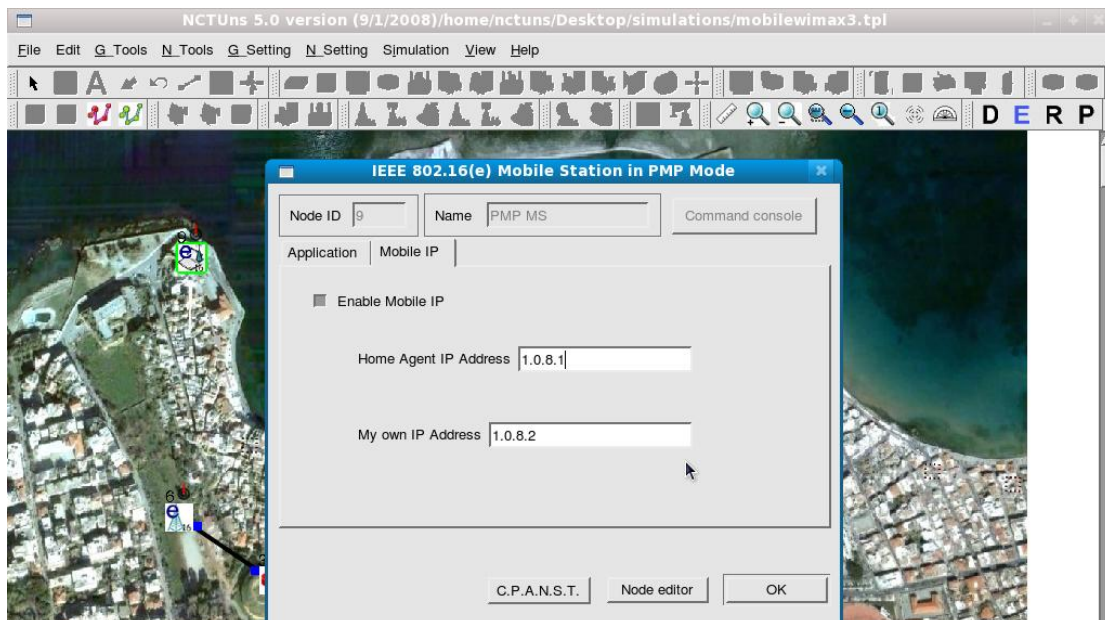 NCTUns 5.0 version (9/1/2008)/home/nctuns/Desktop/simulations/mobilewimax3.tpl
File Edit G_Tools N_Tools G_Setting N_Setting Simulation View Help
A
D E R P
IEEE 802.16(e) Mobile Station in PMP Mode
Node ID 9 Name PMP MS Command console
Application Mobile IP
9
e
Enable Mobile IP
Home Agent IP Address 1.0.8.1
My own IP Address 1.0.8.2
6
e
16
C.P.A.N.S.T. Node editor OK